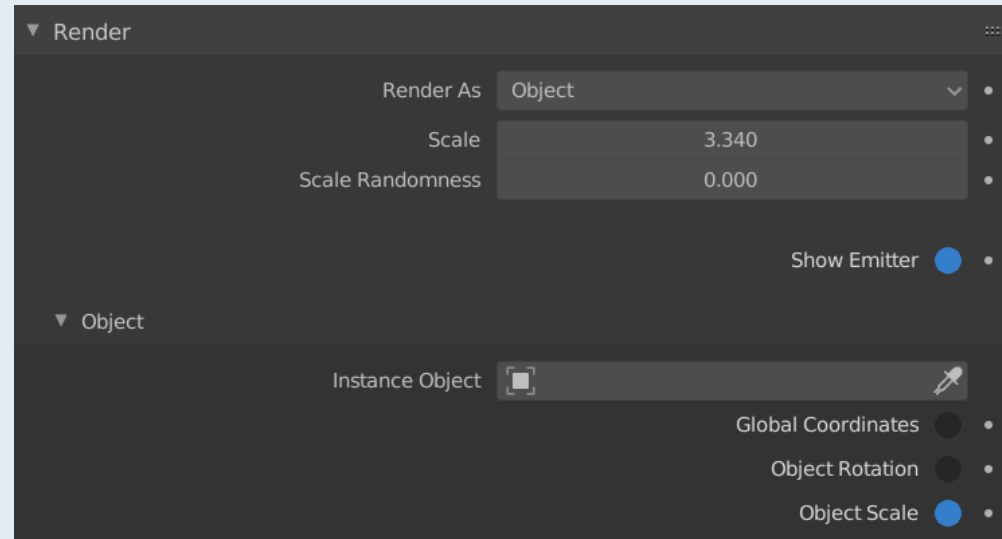 Render
Render As Object
Scale 3.340
Scale Randomness 0.000
Show Emitter
Object
Instance Object
Global Coordinates
Object Rotation
Object Scale